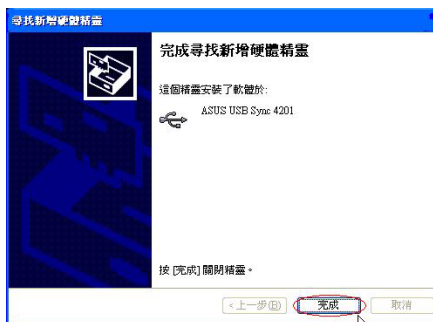 尋找新增硬體精靈
完成尋找新增硬體精靈
這個精靈安裝了軟體於:
ASUS USB Sync 4201
按 [完成] 關閉精靈。
<上一步(B)
完成
取消